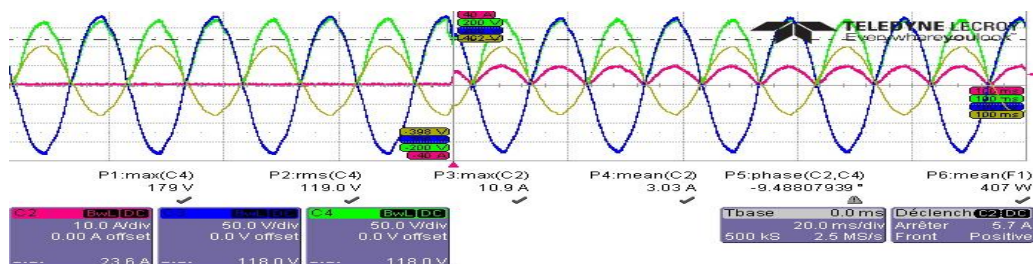 40 A
200 V
402 V
TELEDYNE LECROY
Everywhereyoulook
100 ms
100 ms
100 ms
-398 V
-200 V
-40 A
P1:max(C4) P2:rms(C4) P3:max(C2) P4:mean(C2) P5:phase(C2,C4) P6:mean(F1)
179 V 119.0 V 10.9 A 3.03 A -9.48807939° 407 W
C2 BwL DC C3 BwL DC C4 BwL DC Tbase 0.0 ms Déclench C2 DC
10.0 A/div 50.0 V/div 50.0 V/div 20.0 ms/div Arrêter 5.7 A
0.00 A offset 0.0 V offset 0.0 V offset 500 kS 2.5 MS/s Front Positive
23.6 A 118.0 V 118.0 V